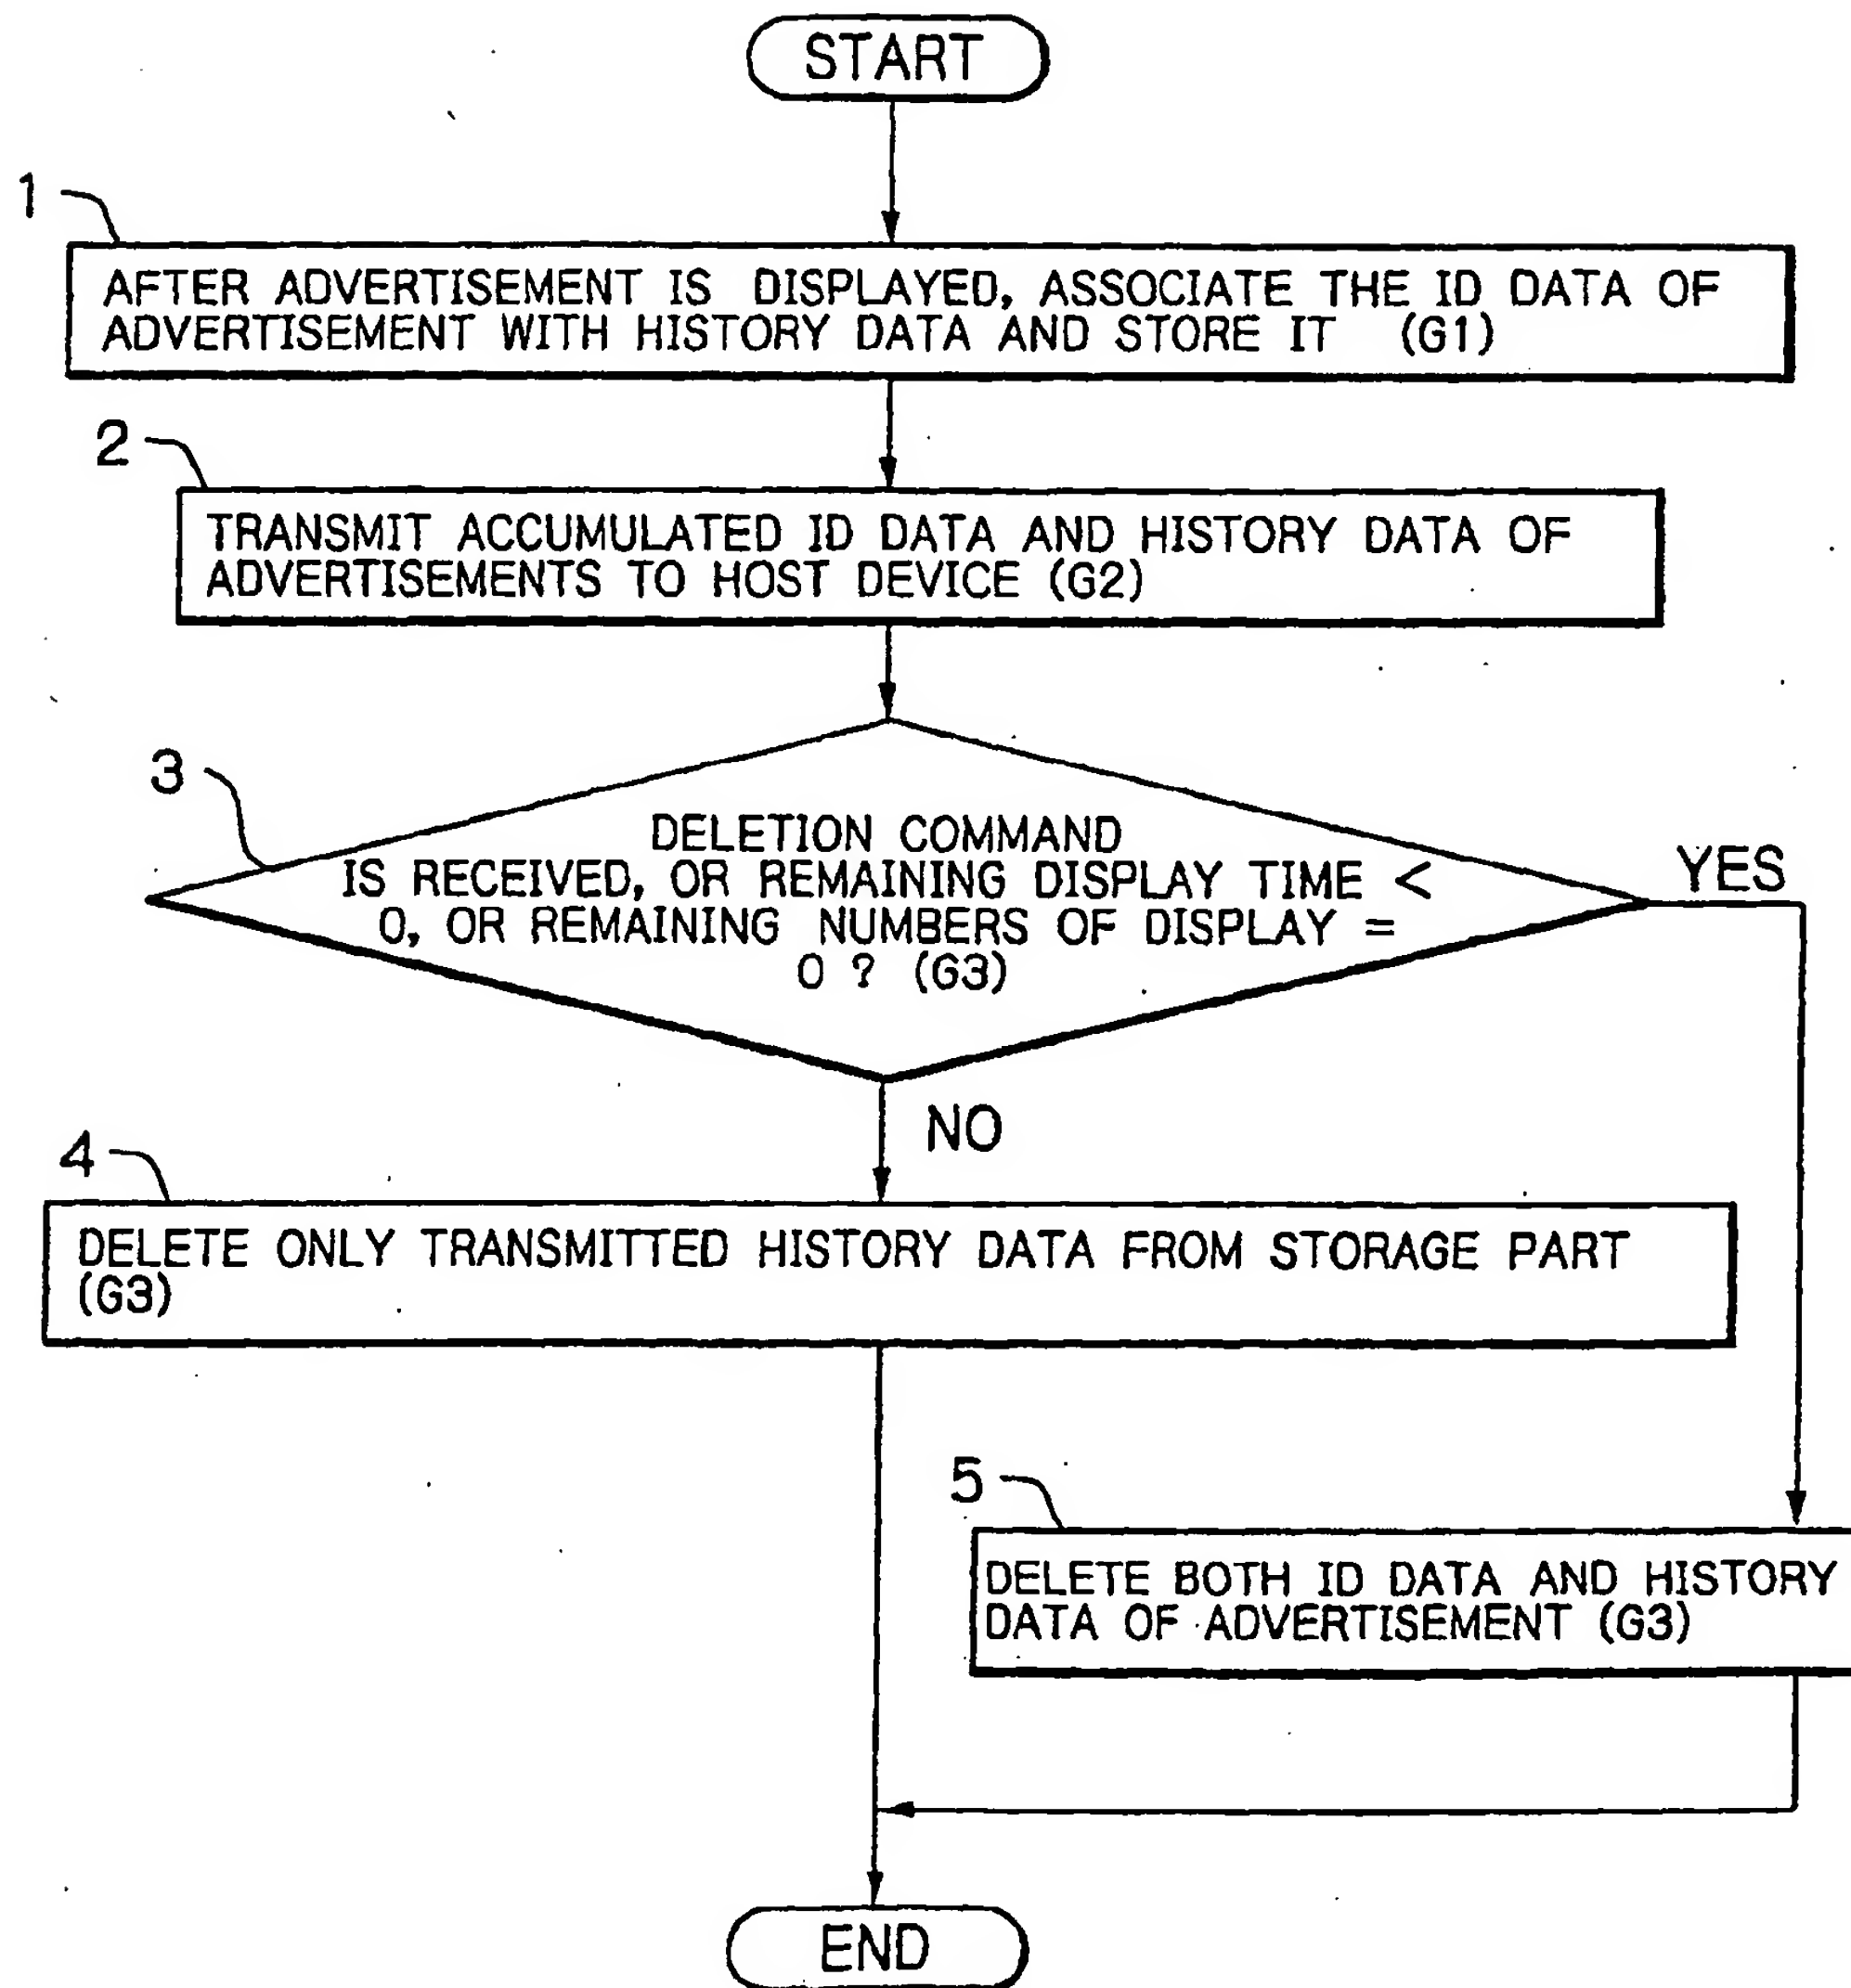 START
1
AFTER ADVERTISEMENT IS DISPLAYED, ASSOCIATE THE ID DATA OF
ADVERTISEMENT WITH HISTORY DATA AND STORE IT (G1)
2
TRANSMIT ACCUMULATED ID DATA AND HISTORY DATA OF
ADVERTISEMENTS TO HOST DEVICE (G2)
3
DELETION COMMAND
IS RECEIVED, OR REMAINING DISPLAY TIME <
0, OR REMAINING NUMBERS OF DISPLAY =
0 ? (G3)
YES
NO
4
DELETE ONLY TRANSMITTED HISTORY DATA FROM STORAGE PART
(G3)
5
DELETE BOTH ID DATA AND HISTORY
DATA OF ADVERTISEMENT (G3)
END